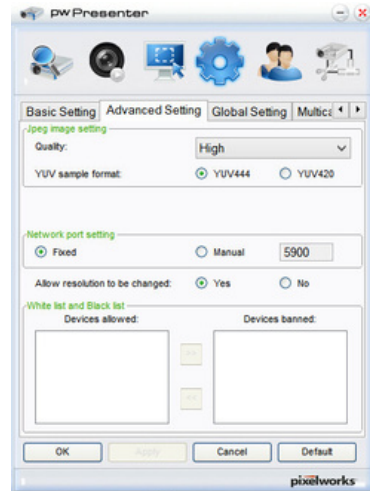 pwPresenter
Basic Setting Advanced Setting Global Setting Multica
Jpeg image setting
Quality: High
YUV sample format: YUV444 YUV420
Network port setting
Fixed Manual 5900
Allow resolution to be changed: Yes No
White list and Black list
Devices allowed: Devices banned:
>>
<<
OK Apply Cancel Default
pixelworks